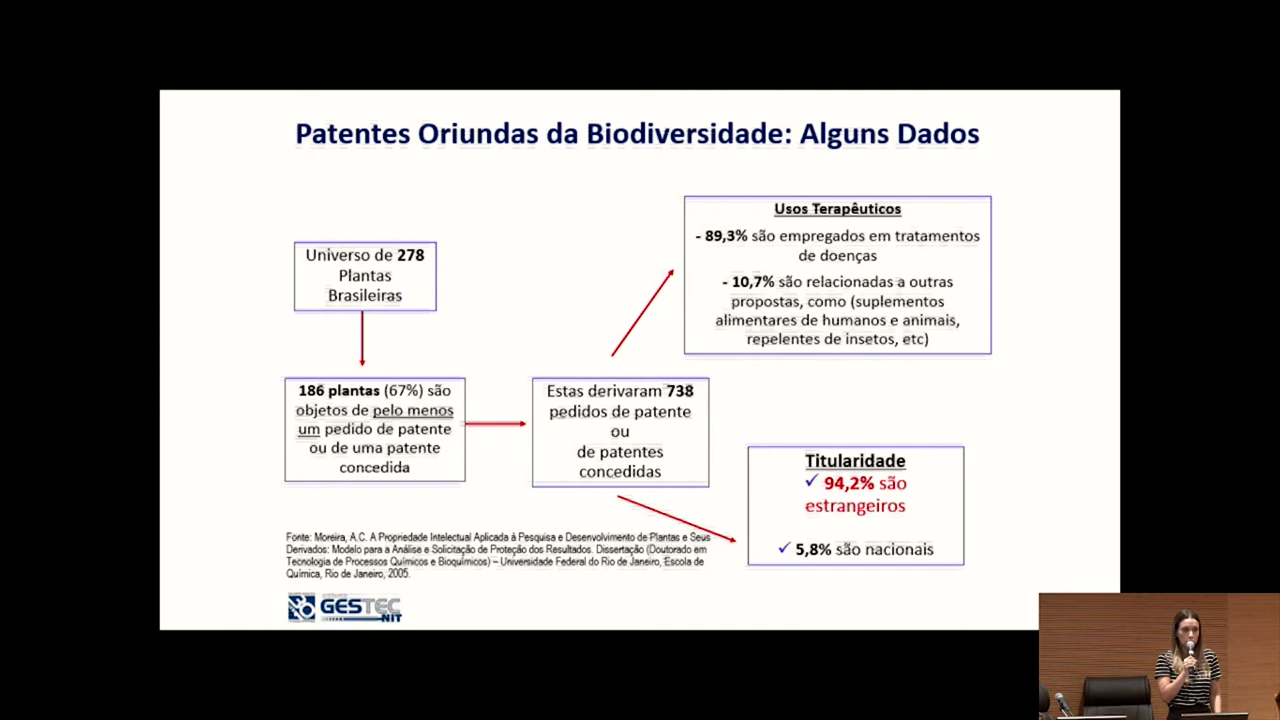 Patentes Oriundas da Biodiversidade: Alguns Dados
Universo de 278
Plantas
Brasileiras
186 plantas (67%) são
objetos de pelo menos
um pedido de patente
ou de uma patente
concedida
Estas derivaram 738
pedidos de patente
ou
de patentes
concedidas
Usos Terapêuticos
- 89,3% são empregados em tratamentos
de doenças
- 10,7% são relacionadas a outras
propostas, como (suplementos
alimentares de humanos e animais,
repelentes de insetos, etc)
Titularidade
✓ 94,2% são
estrangeiros
✓ 5,8% são nacionais
Fonte: Moreira, A.C. A Propriedade Intelectual Aplicada à Pesquisa e Desenvolvimento de Plantas e Seus
Derivados: Modelo para a Análise e Solicitação de Proteção dos Resultados. Dissertação (Doutorado em
Tecnologia de Processos Químicos e Bioquímicos) – Universidade Federal do Rio de Janeiro, Escola de
Química, Rio de Janeiro, 2005.
GESTEC
NIT